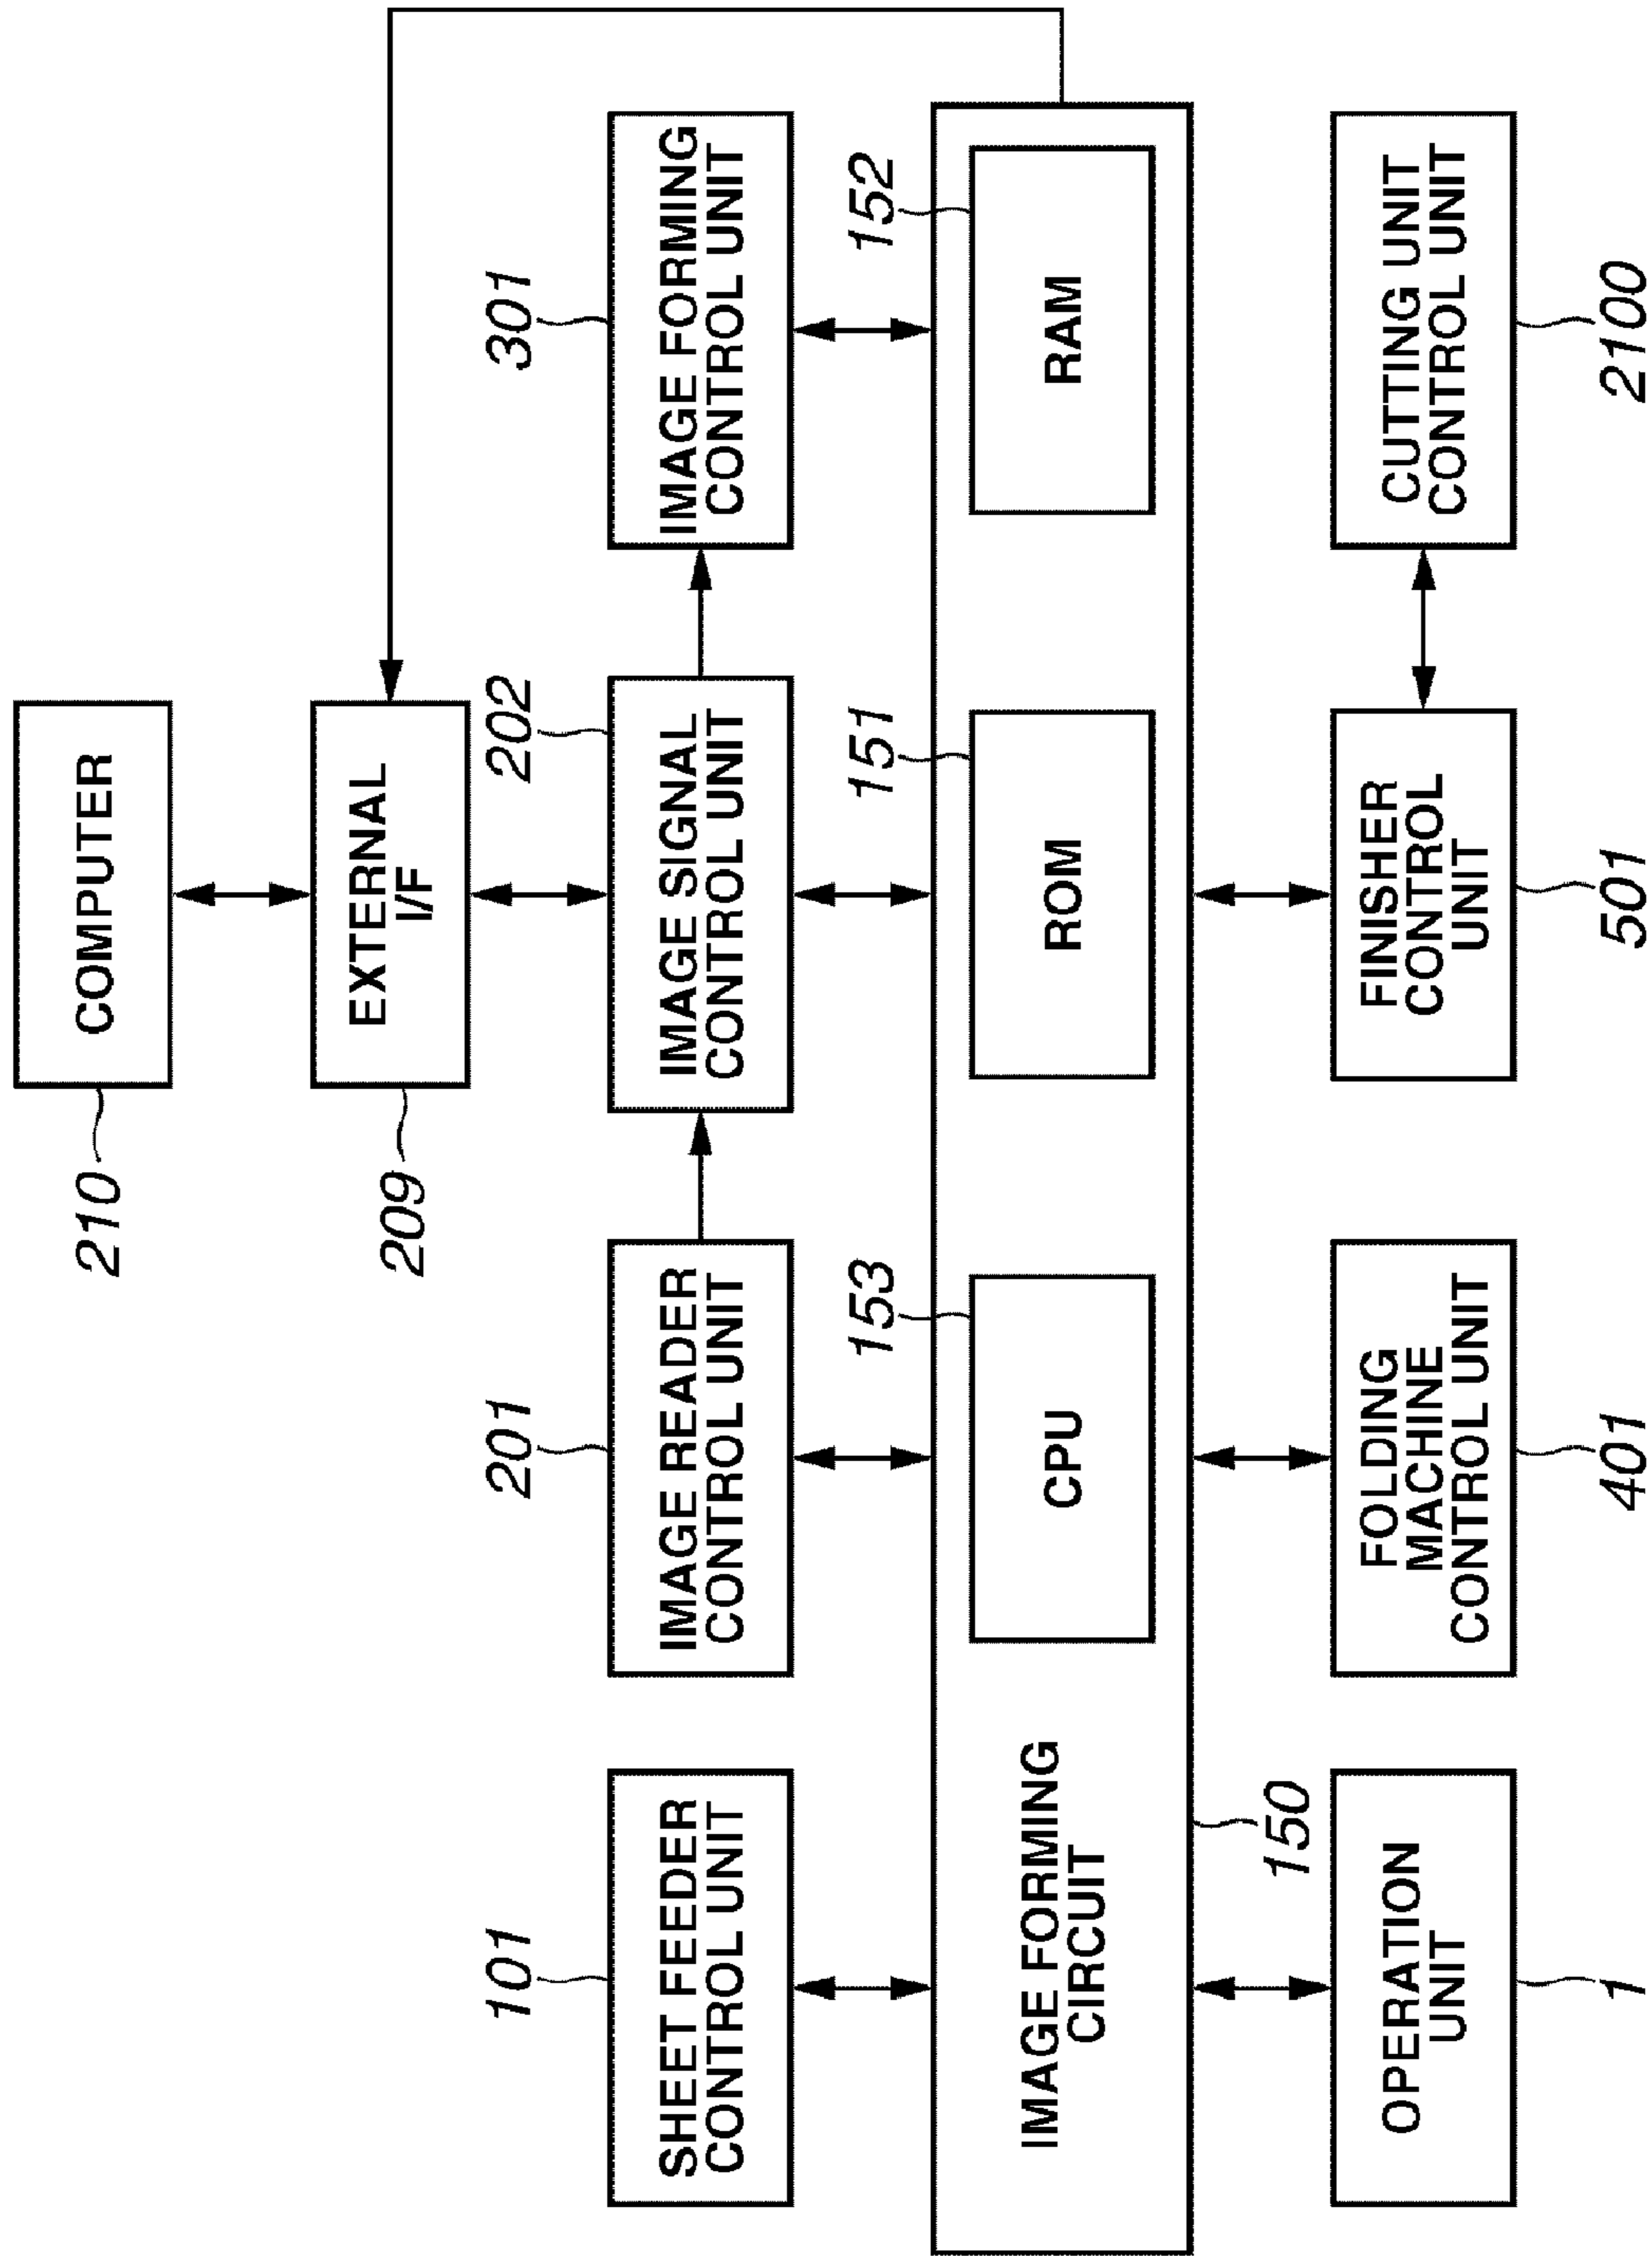 COMPUTER
210
EXTERNAL
I/F
209
101
SHEET FEEDER
CONTROL UNIT
201
IMAGE READER
CONTROL UNIT
202
IMAGE SIGNAL
CONTROL UNIT
301
IMAGE FORMING
CONTROL UNIT
IMAGE FORMING
CIRCUIT
150
153
CPU
151
ROM
152
RAM
OPERATION
UNIT
1
FOLDING
MACHINE
CONTROL UNIT
401
FINISHER
CONTROL
UNIT
501
CUTTING UNIT
CONTROL UNIT
2100